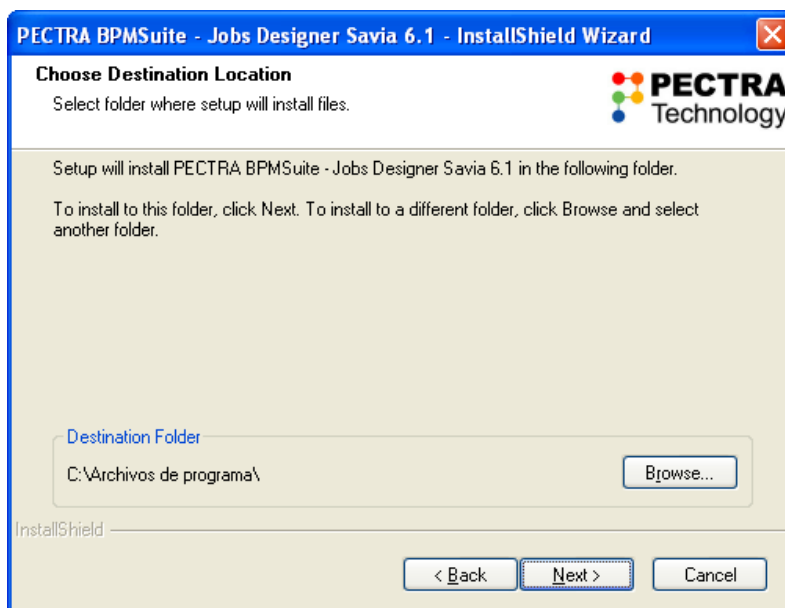 PECTRA BPMSuite - Jobs Designer Savia 6.1 - InstallShield Wizard
Choose Destination Location
Select folder where setup will install files.
PECTRA
Technology
Setup will install PECTRA BPMSuite - Jobs Designer Savia 6.1 in the following folder.
To install to this folder, click Next. To install to a different folder, click Browse and select
another folder.
Destination Folder
C:\Archivos de programa\
Browse...
InstallShield
< Back
Next >
Cancel